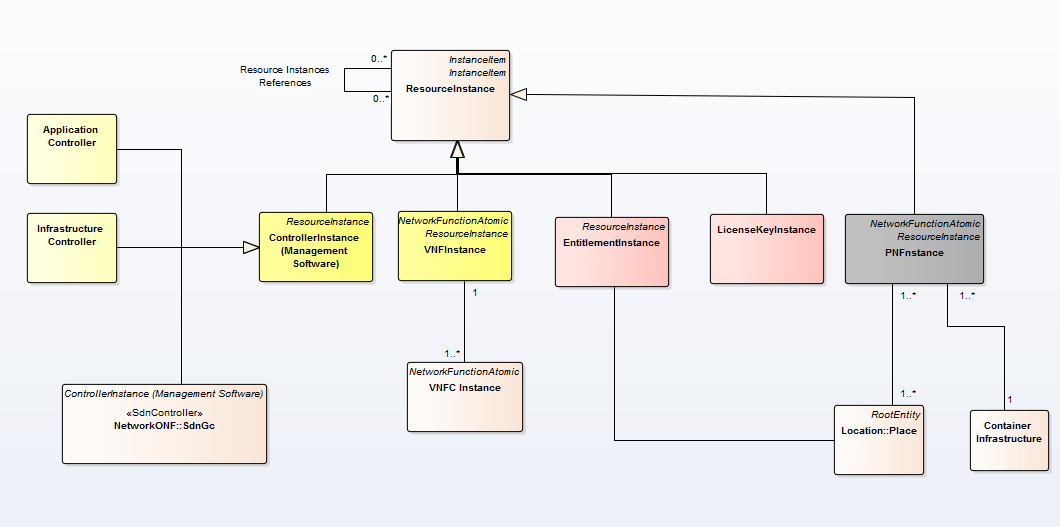 0..*
Resource Instances
References
0..*
InstanceItem
InstanceItem
ResourceInstance
Application
Controller
Infrastructure
Controller
ResourceInstance
ControllerInstance
(Management
Software)
NetworkFunctionAtomic
ResourceInstance
VNFInstance
ResourceInstance
EntitlementInstance
LicenseKeyInstance
NetworkFunctionAtomic
ResourceInstance
PNFnstance
1
1..*
1..*
1..*
NetworkFunctionAtomic
VNFC Instance
ControllerInstance (Management Software)
«SdnController»
NetworkONF::SdnGc
1..*
1
RootEntity
Location::Place
Container
Infrastructure